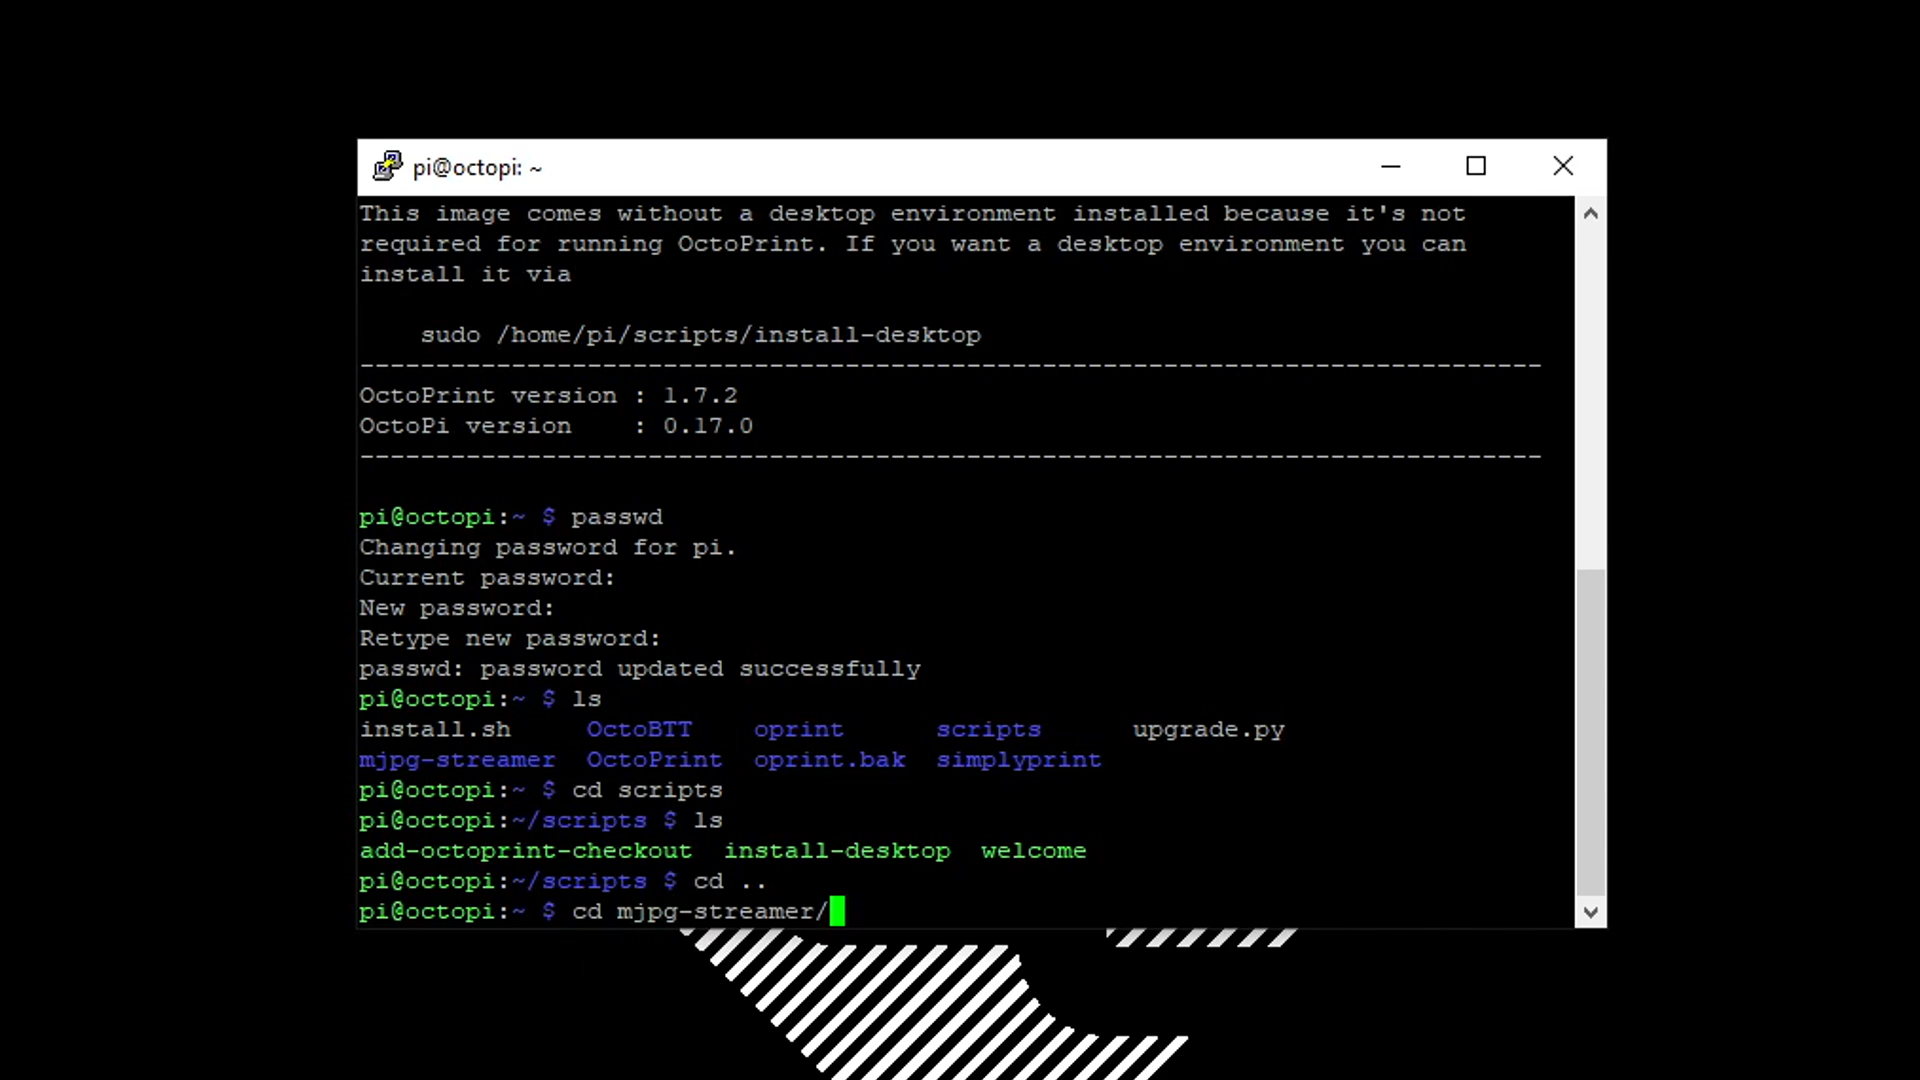 pi@octopi: ~
This image comes without a desktop environment installed because it's not
required for running OctoPrint. If you want a desktop environment you can
install it via
sudo /home/pi/scripts/install-desktop
--------------------------------------------------------------------------------
OctoPrint version : 1.7.2
OctoPi version    : 0.17.0
--------------------------------------------------------------------------------
pi@octopi:~ $ passwd
Changing password for pi.
Current password:
New password:
Retype new password:
passwd: password updated successfully
pi@octopi:~ $ ls
install.sh     OctoBTT    oprint      scripts      upgrade.py
mjpg-streamer  OctoPrint  oprint.bak  simplyprint
pi@octopi:~ $ cd scripts
pi@octopi:~/scripts $ ls
add-octoprint-checkout  install-desktop  welcome
pi@octopi:~/scripts $ cd ..
pi@octopi:~ $ cd mjpg-streamer/